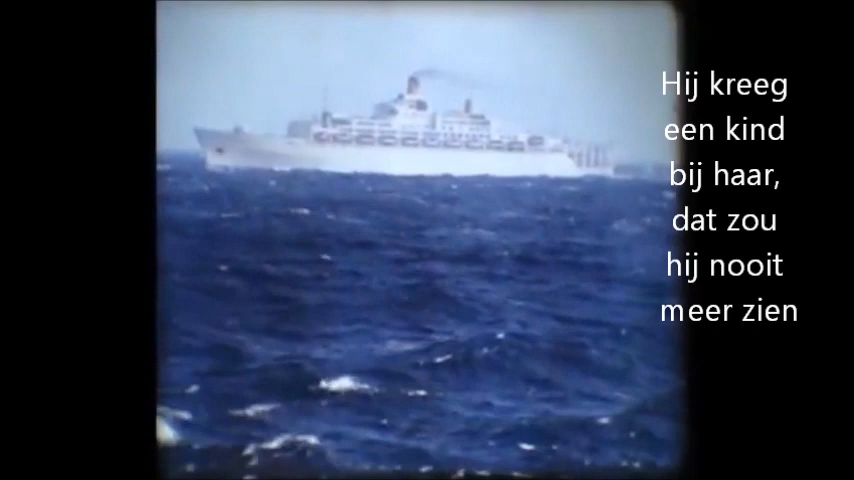 Hij kreeg
een kind
bij haar,
dat zou
hij nooit
meer zien